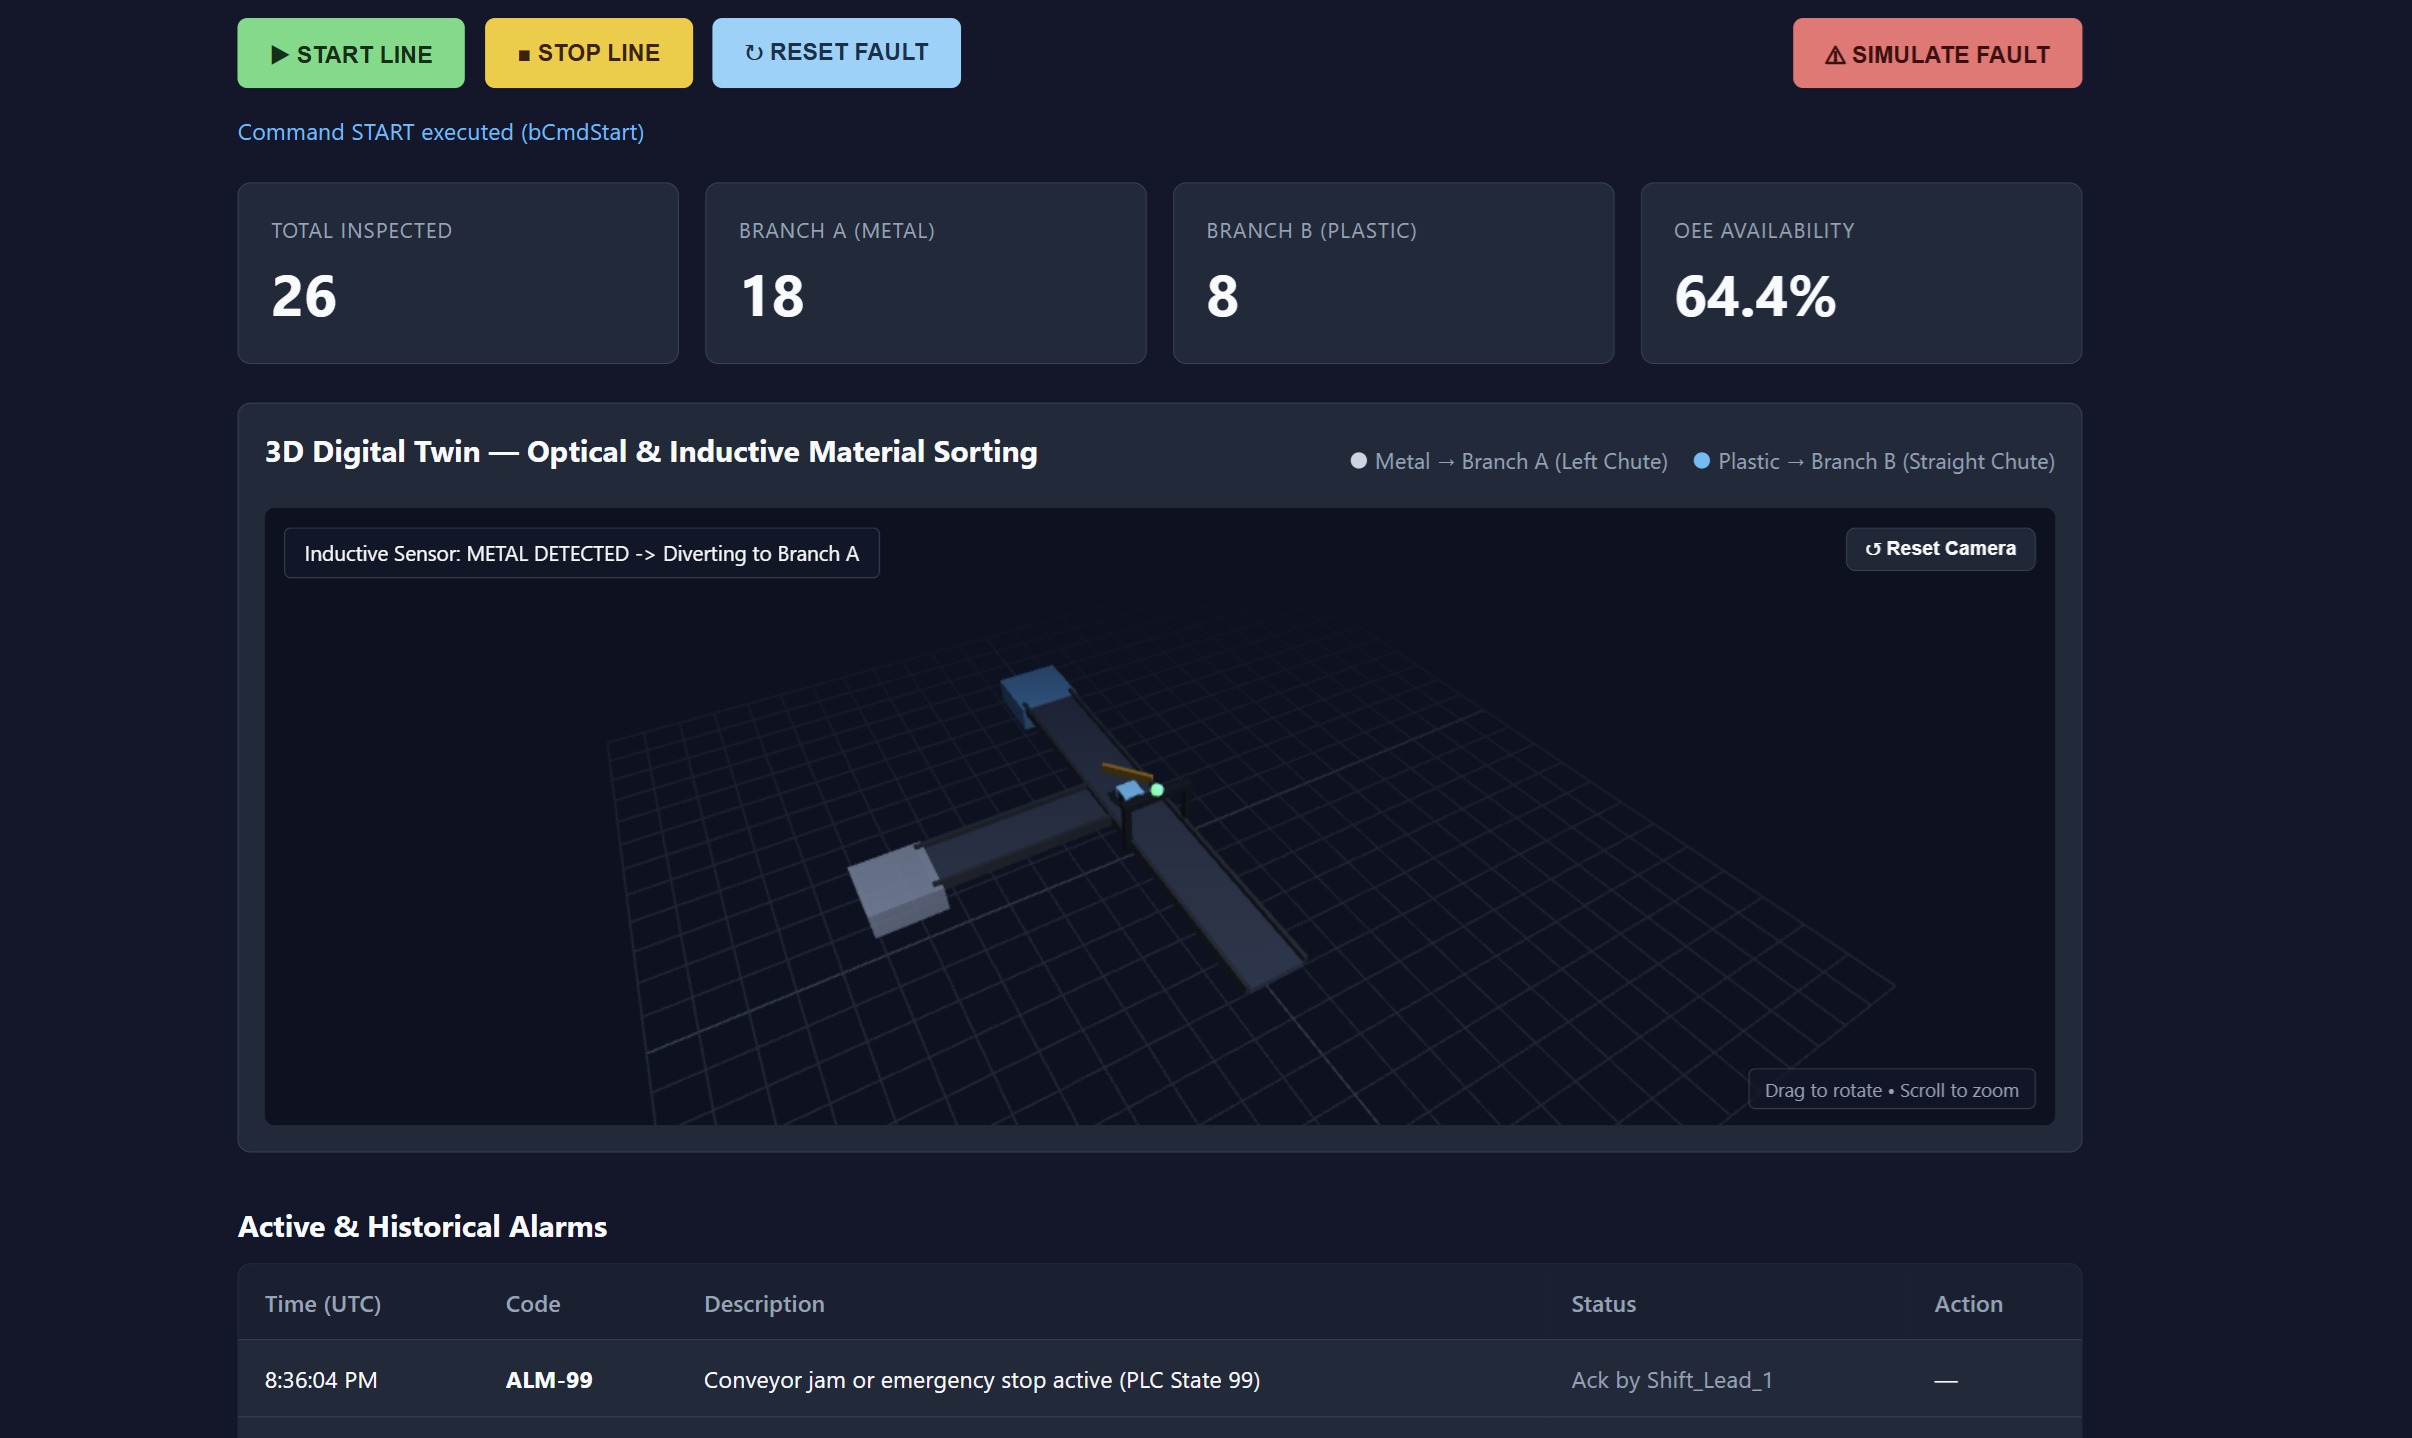 ▶ START LINE
■ STOP LINE
↻ RESET FAULT
⚠ SIMULATE FAULT
Command START executed (bCmdStart)
TOTAL INSPECTED
26
BRANCH A (METAL)
18
BRANCH B (PLASTIC)
8
OEE AVAILABILITY
64.4%
3D Digital Twin — Optical & Inductive Material Sorting
Metal → Branch A (Left Chute)
Plastic → Branch B (Straight Chute)
Inductive Sensor: METAL DETECTED -> Diverting to Branch A
↺ Reset Camera
Drag to rotate • Scroll to zoom
Active & Historical Alarms
Time (UTC) Code Description Status Action
8:36:04 PM ALM-99 Conveyor jam or emergency stop active (PLC State 99) Ack by Shift_Lead_1 —